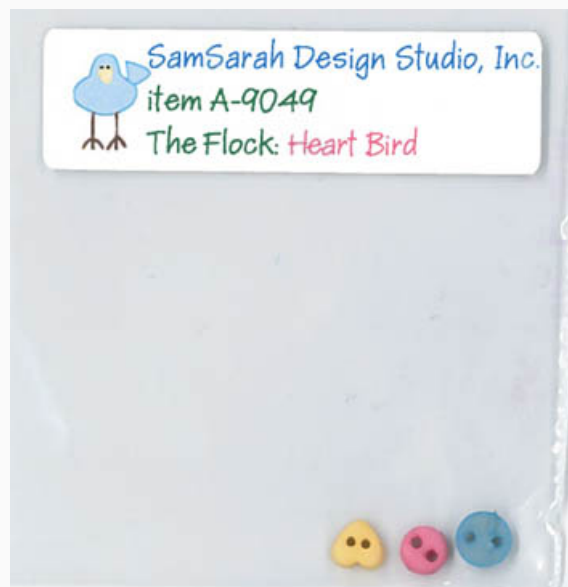 SamSarah Design Studio, Inc.
item A-9049
The Flock: Heart Bird